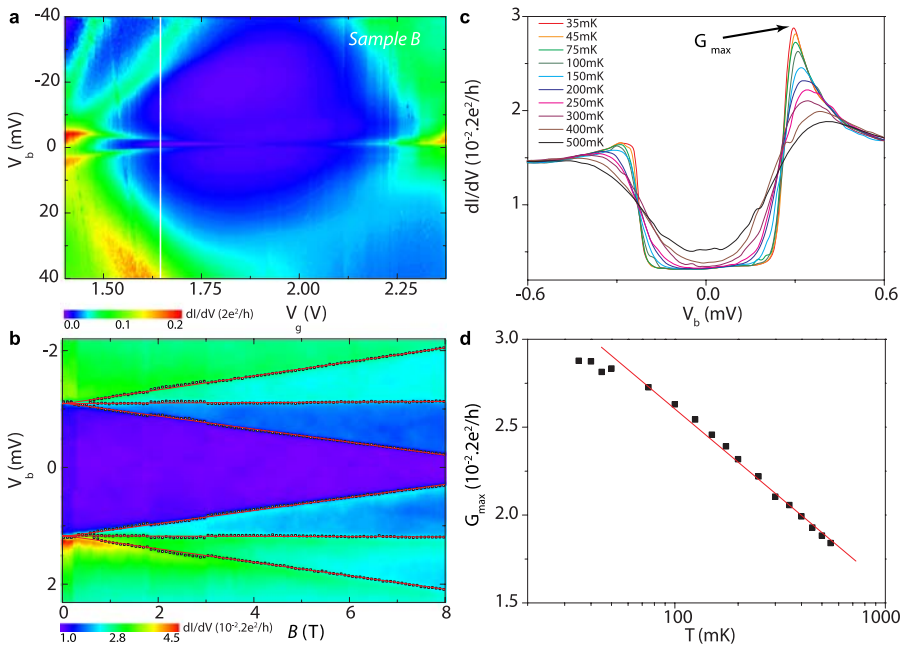 a
Sample B
-40
-20
0
20
40
V_b (mV)
1.50
1.75
2.00
2.25
V_g (V)
dI/dV (2e²/h)
0.0
0.1
0.2
b
-2
0
2
V_b (mV)
0
2
4
6
8
B (T)
dI/dV (10⁻².2e²/h)
1.0
2.8
4.5
c
3
2
1
dI/dV (10⁻².2e²/h)
35mK
45mK
75mK
100mK
150mK
200mK
250mK
300mK
400mK
500mK
G_max
-0.6
0.0
0.6
V_b (mV)
d
3.0
2.5
2.0
1.5
G_max (10⁻².2e²/h)
100
1000
T (mK)